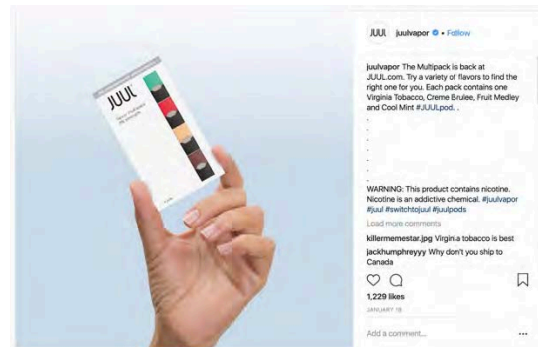 JUUL juulvapor • Follow
juulvapor The Multipack is back at
JUUL.com. Try a variety of flavors to find the
right one for you. Each pack contains one
Virginia Tobacco, Creme Brulee, Fruit Medley
and Cool Mint #JUULpod. .
.
.
.
.
.
WARNING: This product contains nicotine.
Nicotine is an addictive chemical. #juulvapor
#juul #switchtojuul #juulpods
Load more comments
killermemestar.jpg Virginia tobacco is best
jackhumphreyyy Why don't you ship to
Canada
1,229 likes
JANUARY 18
Add a comment...
JUUL